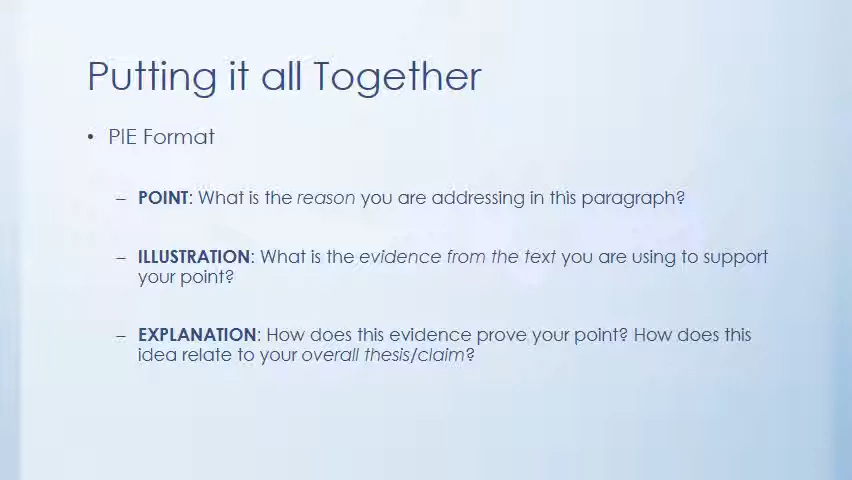 Putting it all Together
• PIE Format
– POINT: What is the reason you are addressing in this paragraph?
– ILLUSTRATION: What is the evidence from the text you are using to support
your point?
– EXPLANATION: How does this evidence prove your point? How does this
idea relate to your overall thesis/claim?